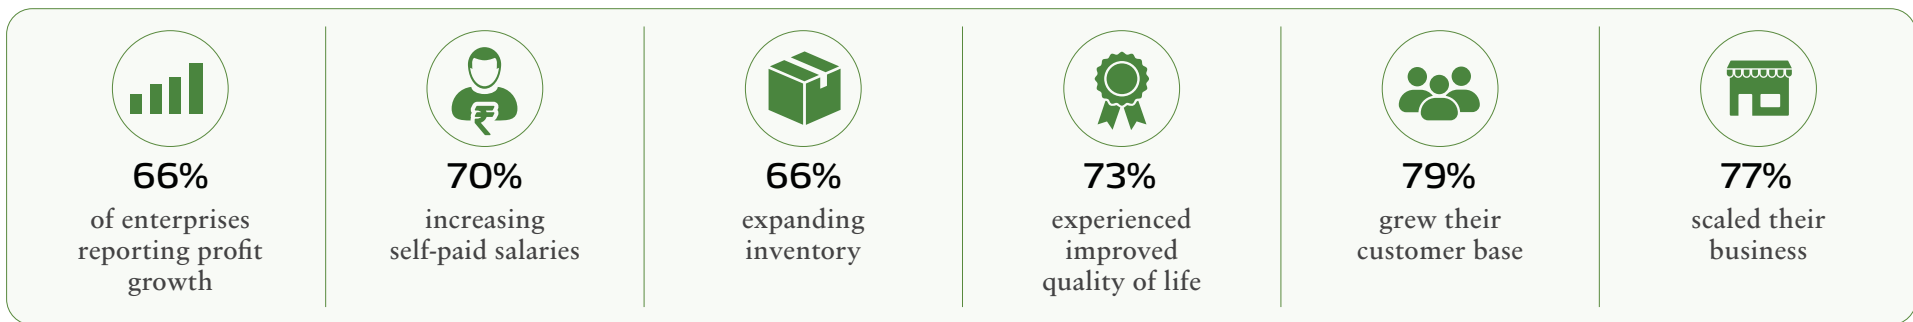 66%
of enterprises
reporting profit
growth
70%
increasing
self-paid salaries
66%
expanding
inventory
73%
experienced
improved
quality of life
79%
grew their
customer base
77%
scaled their
business